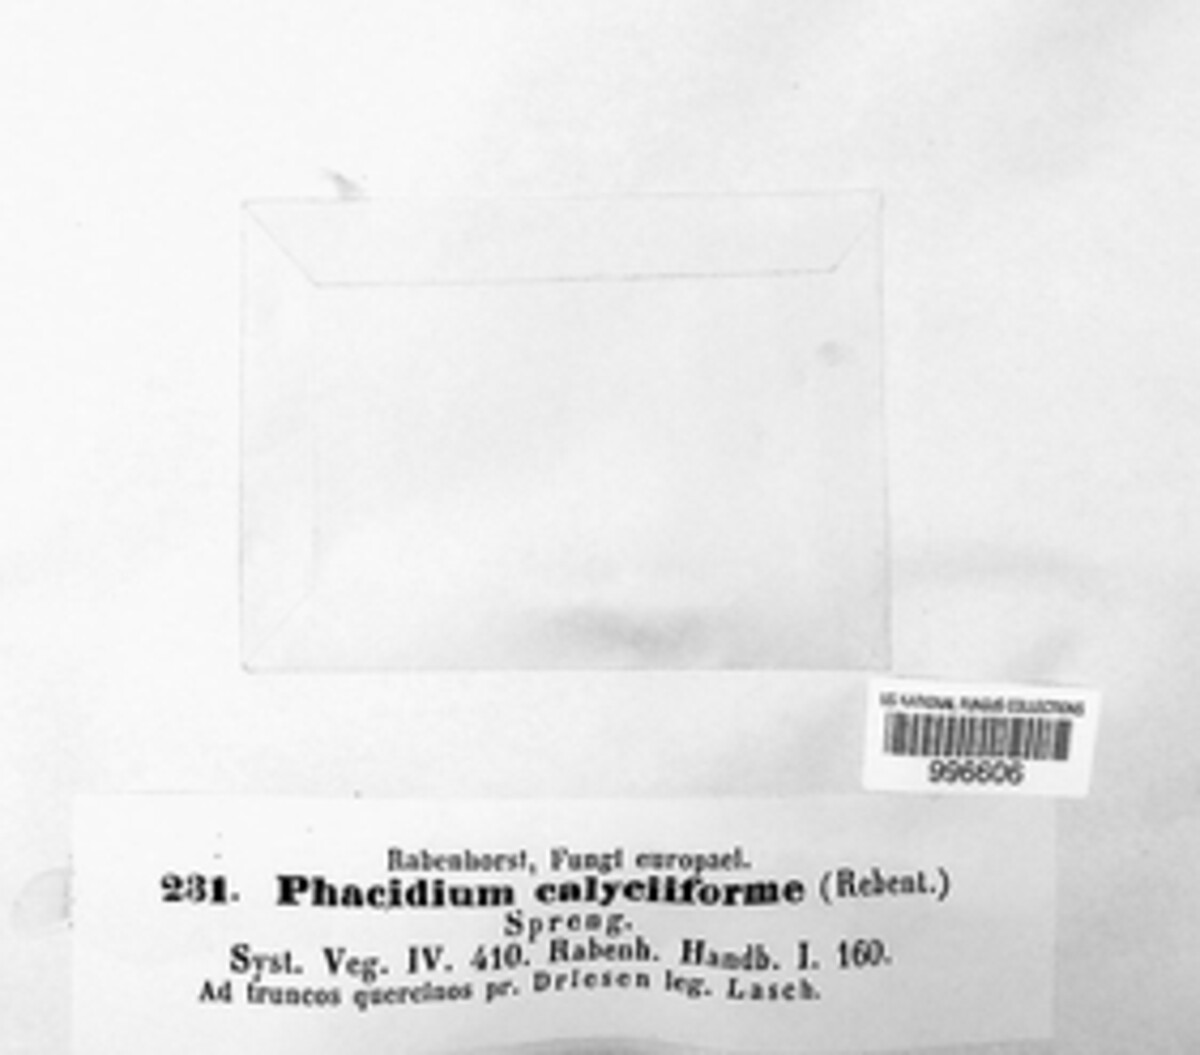 US NATIONAL FUNGUS COLLECTIONS
996606
Rabenhorst, Fungi europaei.
231. Phacidium calyciiforme (Rebent.)
Spreng.
Syst. Veg. IV. 410. Rabenh. Handb. I. 160.
Ad truncos quercinos pr. Driesen leg. Lasch.